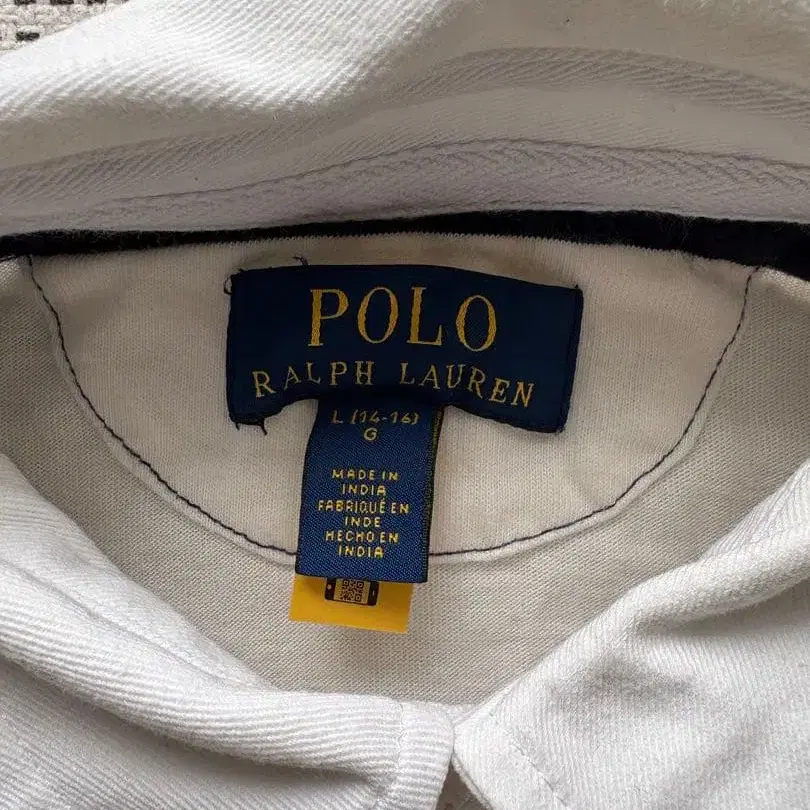 POLO
RALPH LAUREN
L (14-16)
G
MADE IN
INDIA
FABRIQUÉ EN
INDE
HECHO EN
INDIA